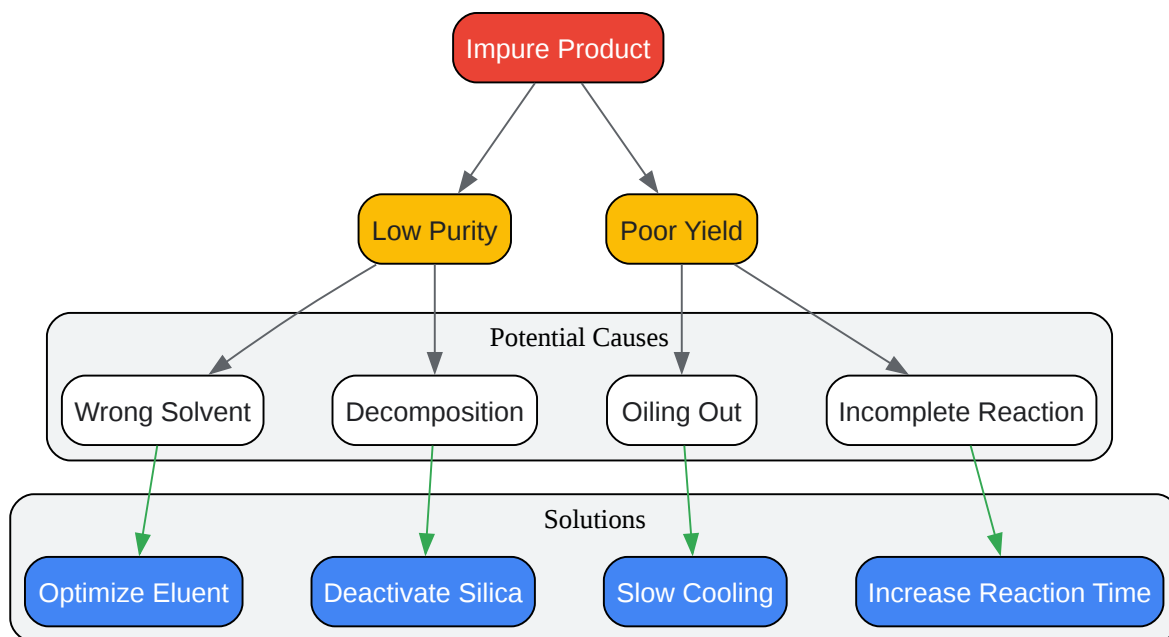 Impure Product
Low Purity
Poor Yield
Potential Causes
Wrong Solvent
Decomposition
Oiling Out
Incomplete Reaction
Solutions
Optimize Eluent
Deactivate Silica
Slow Cooling
Increase Reaction Time